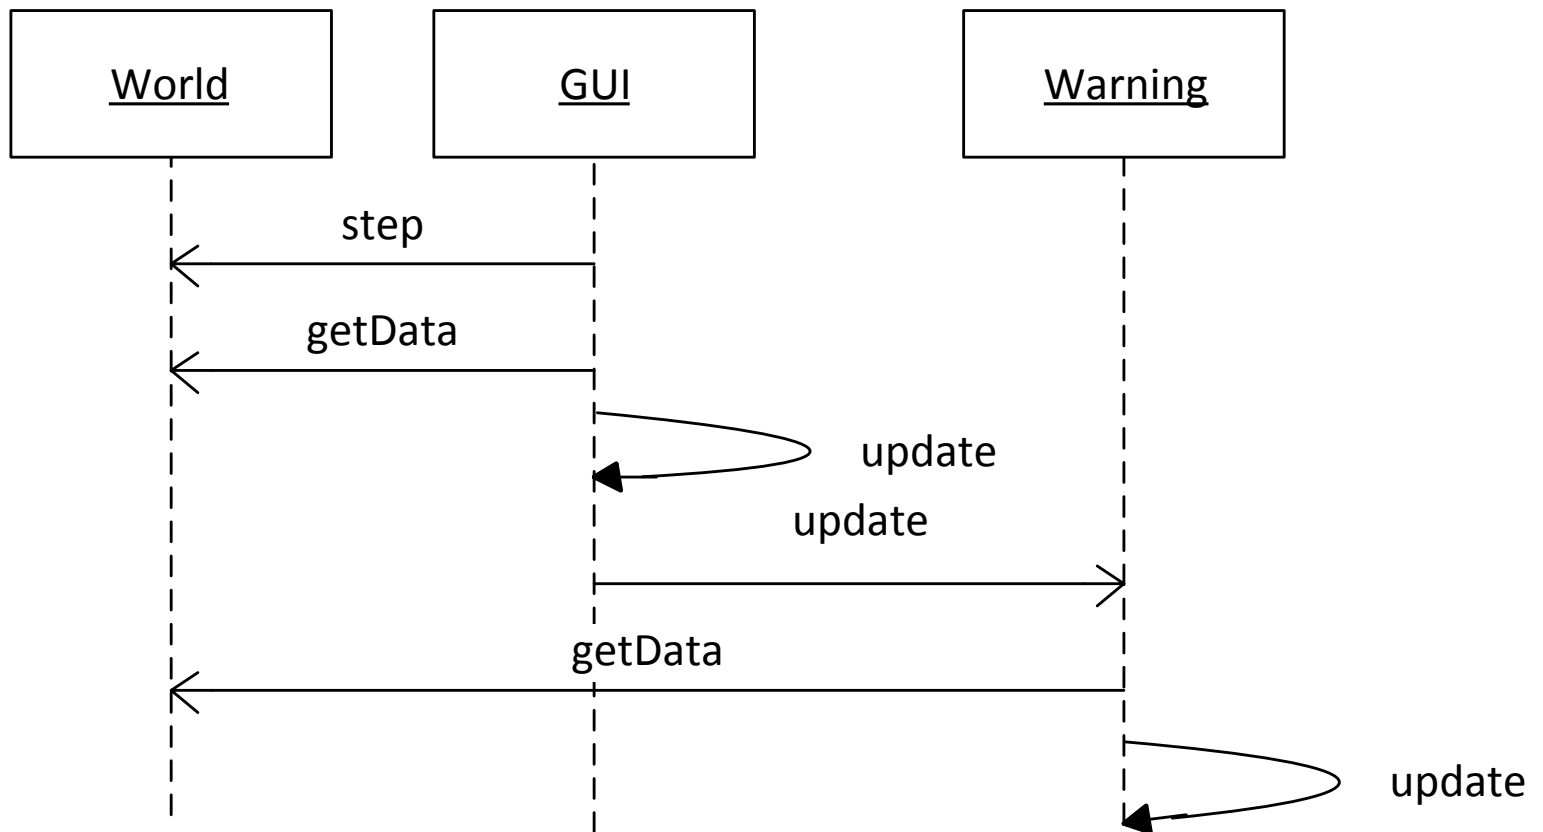 World
GUI
Warning
step
getData
update
update
getData
update